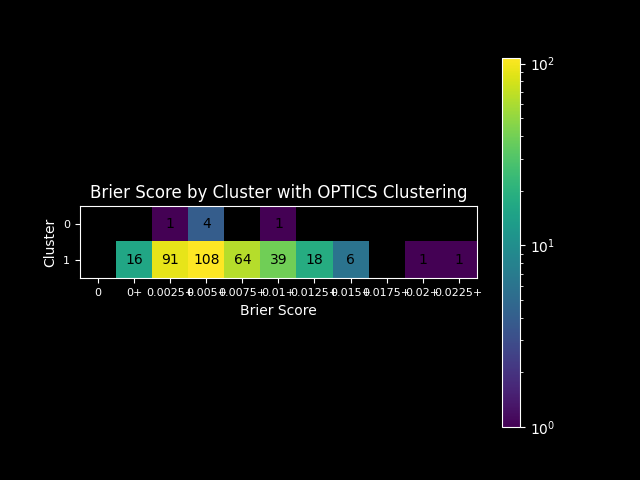 Brier Score by Cluster with OPTICS Clustering
Cluster
0 1 4 1
1 16 91 108 64 39 18 6 1 1
0 0+ 0.0025+ 0.005+ 0.0075+ 0.01+ 0.0125+ 0.015+ 0.0175+ 0.02+ 0.0225+
Brier Score
10²
10¹
10⁰